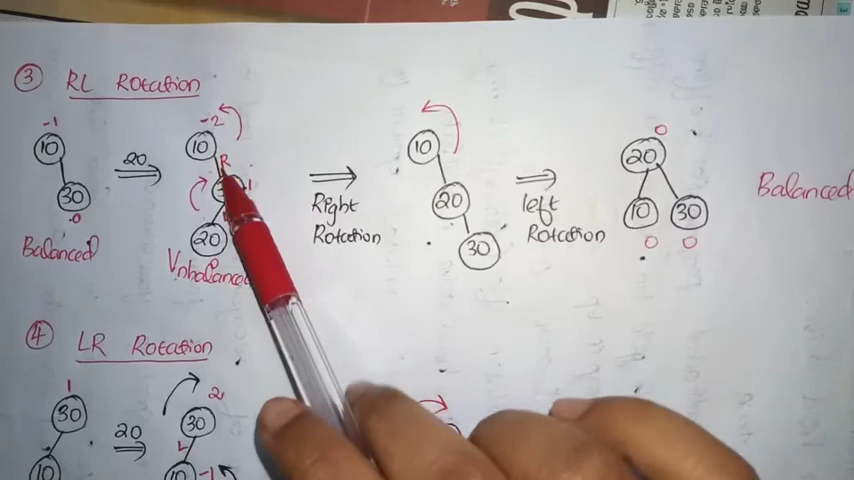 ③ RL Rotation
-1
10
30
0
Balanced
20
-2
10
R
1
20
Unbalanced
Right
Rotation
10
20
30
left
Rotation
0
20
10 30
0 0
Balanced
④ LR Rotation
1
30
10
20
2
30
L
10
-1